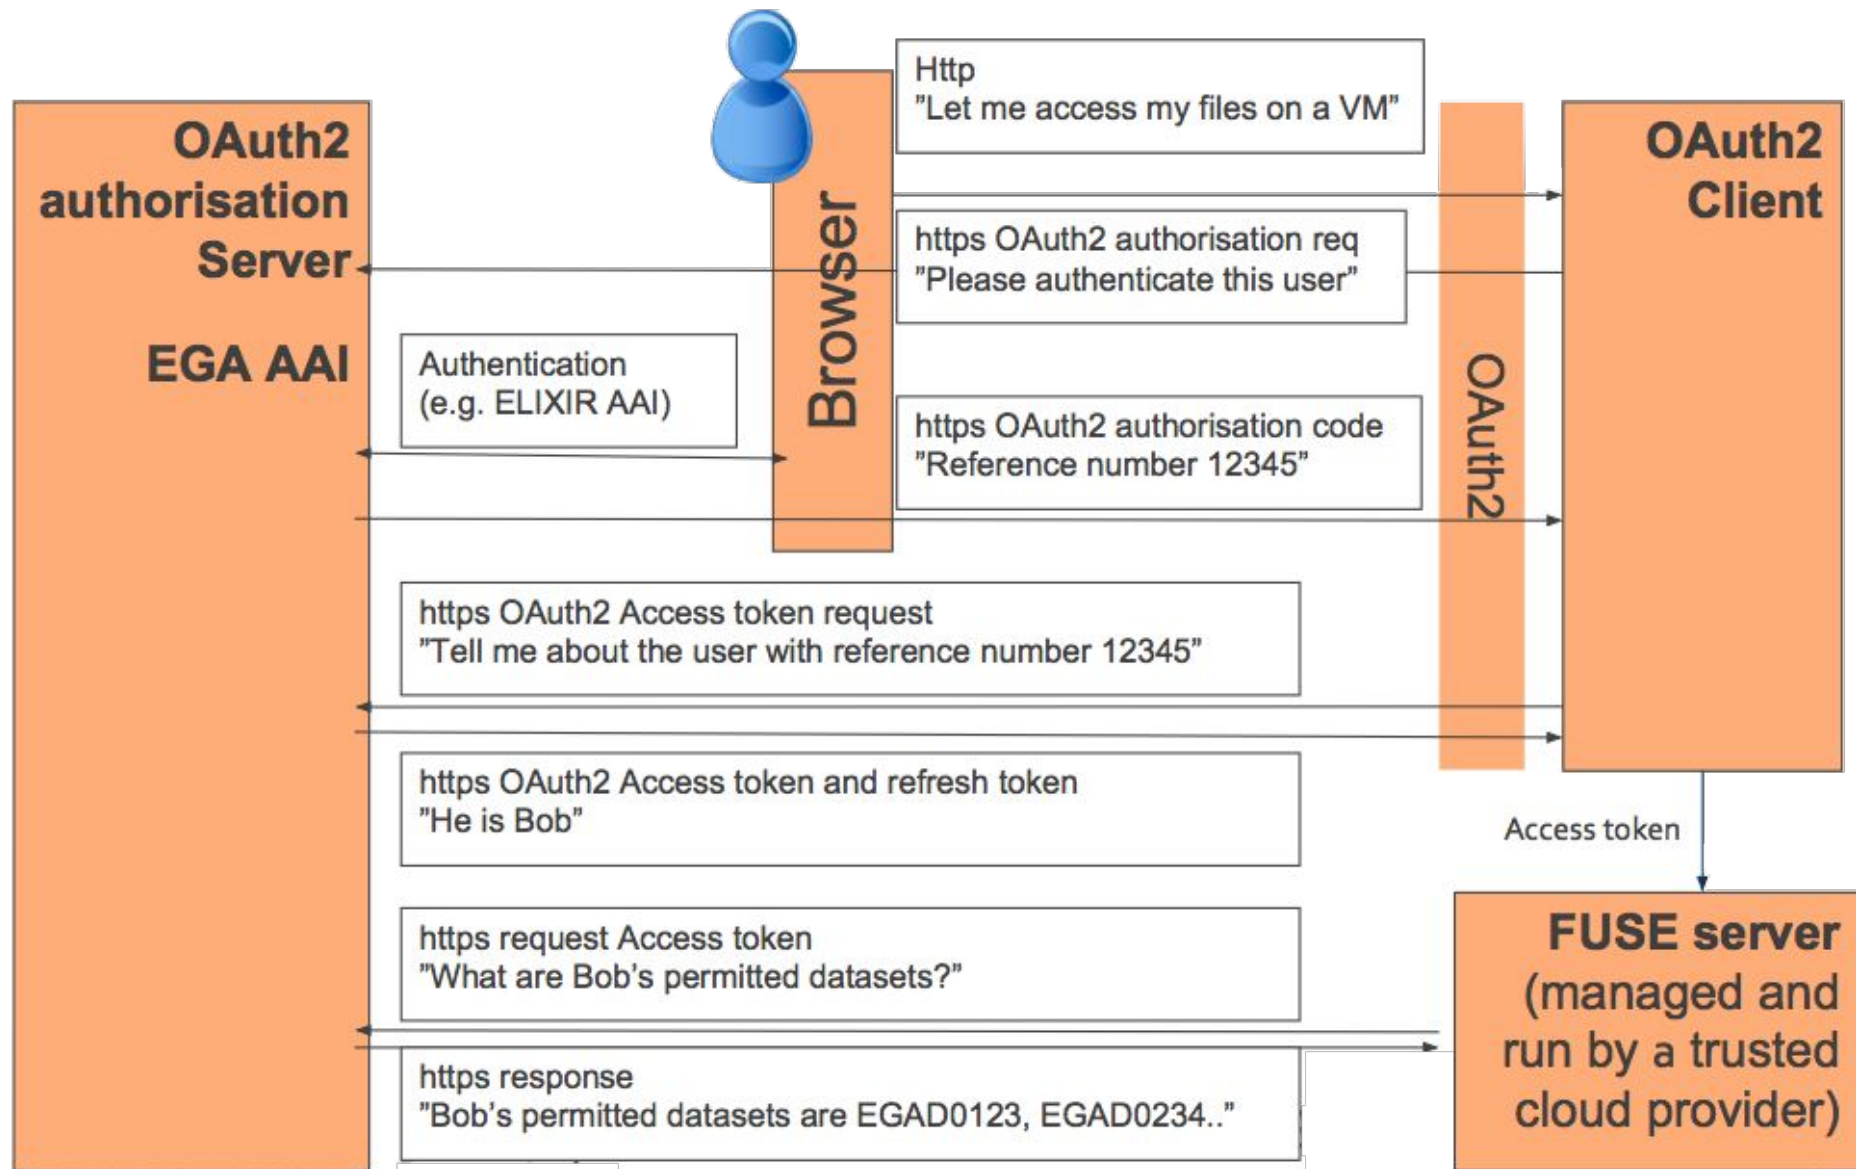 Http
”Let me access my files on a VM”
OAuth2
authorisation
Server
EGA AAI
Browser
OAuth2
OAuth2
Client
https OAuth2 authorisation req
”Please authenticate this user”
Authentication
(e.g. ELIXIR AAI)
https OAuth2 authorisation code
”Reference number 12345”
https OAuth2 Access token request
”Tell me about the user with reference number 12345”
https OAuth2 Access token and refresh token
”He is Bob”
Access token
https request Access token
”What are Bob’s permitted datasets?”
FUSE server
(managed and
run by a trusted
cloud provider)
https response
”Bob’s permitted datasets are EGAD0123, EGAD0234..”